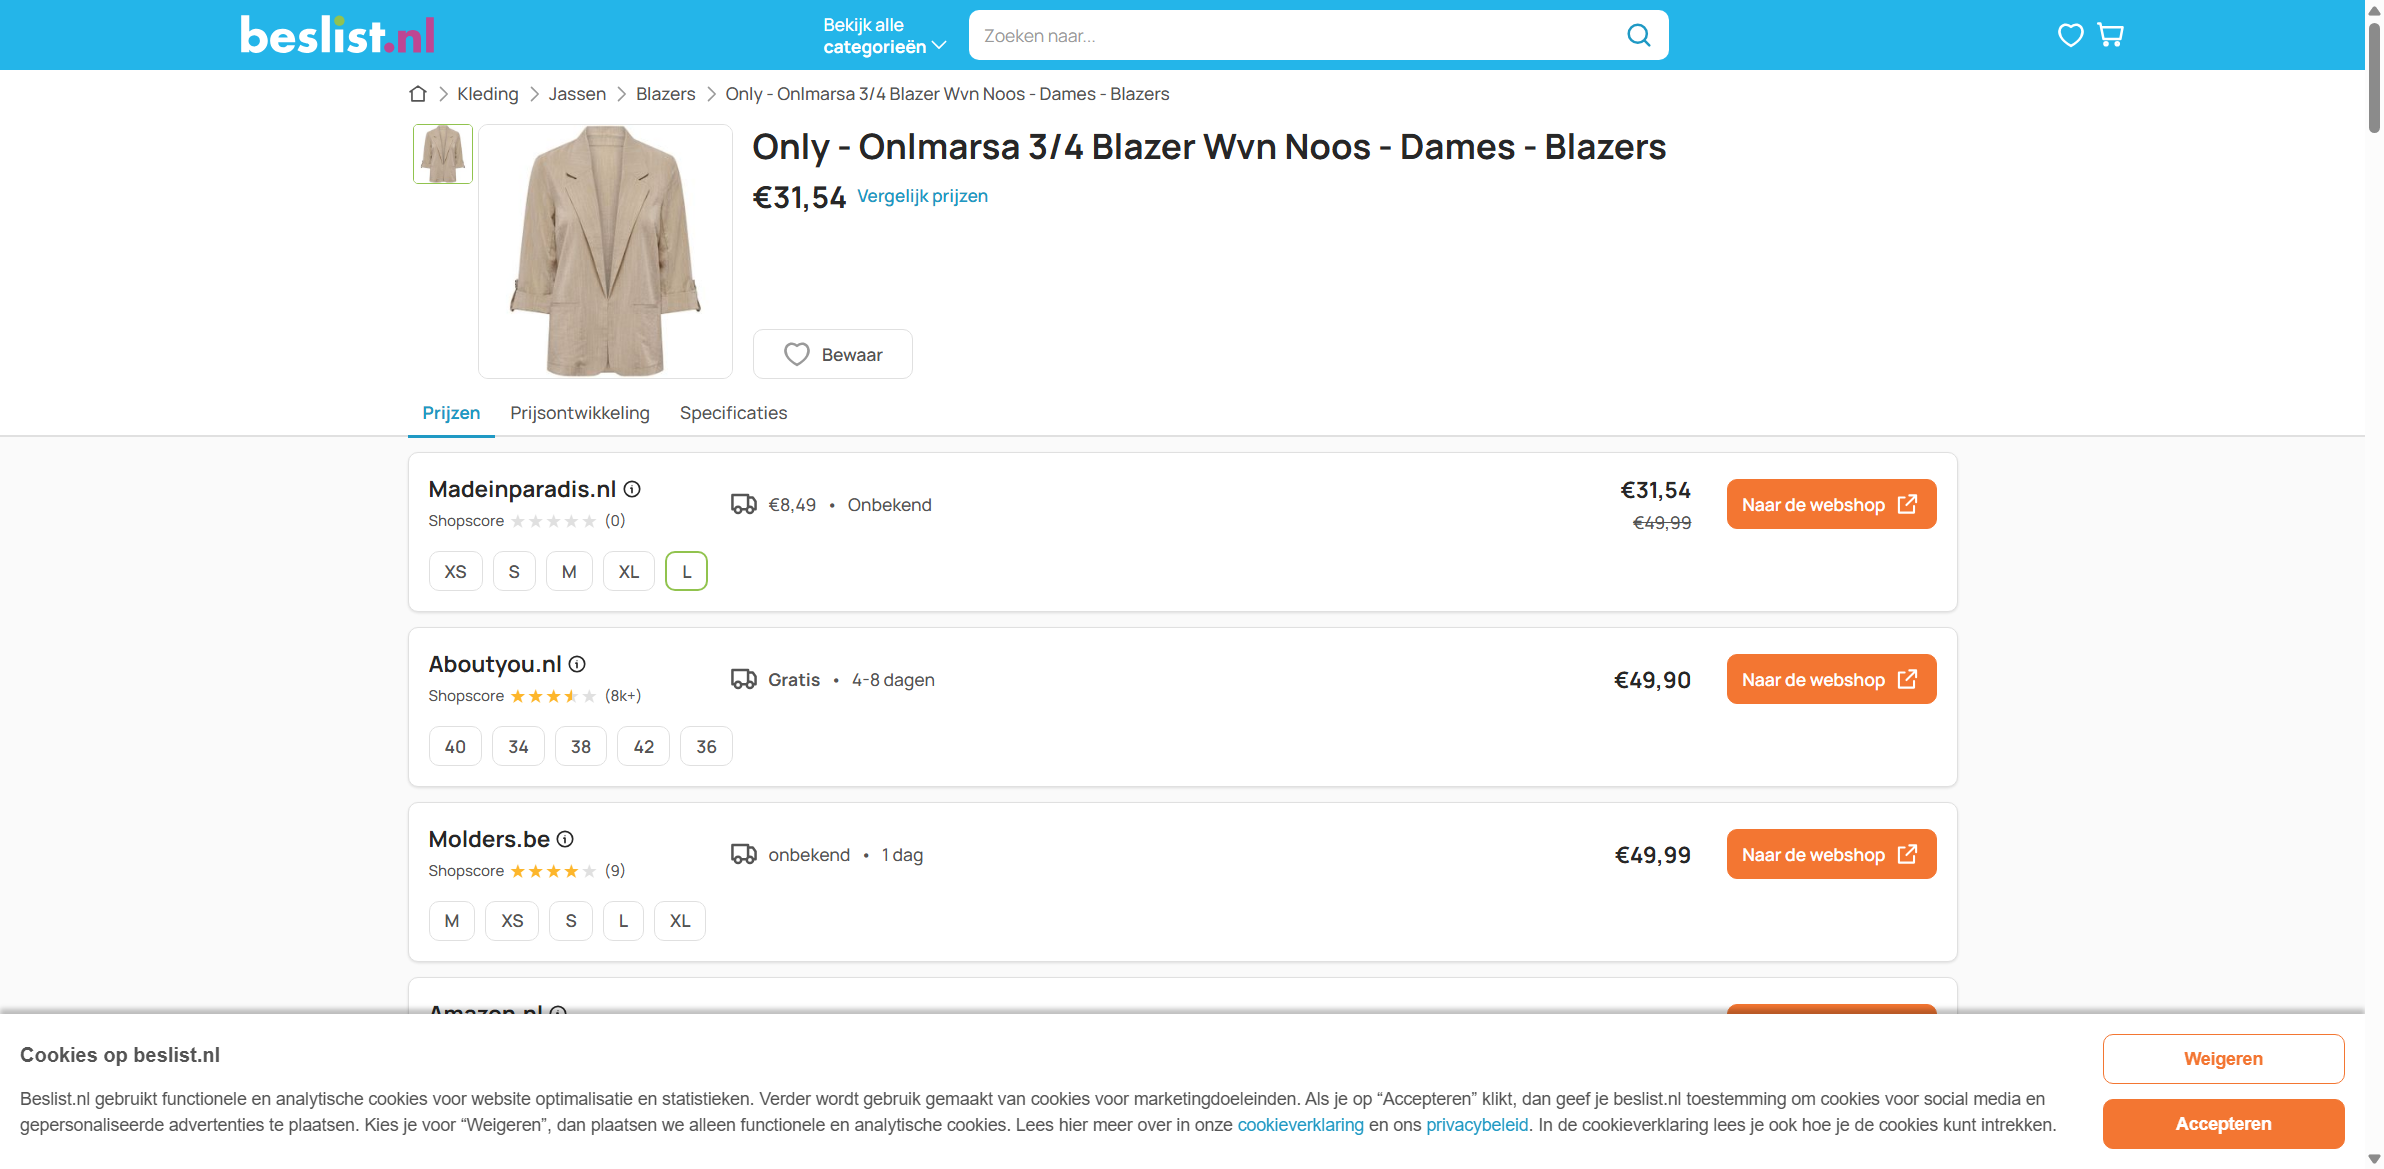 beslist.nl
Bekijk alle
categorieën
Zoeken naar...
Kleding
Jassen
Blazers
Only - Onlmarsa 3/4 Blazer Wvn Noos - Dames - Blazers
Only - Onlmarsa 3/4 Blazer Wvn Noos - Dames - Blazers
€31,54 Vergelijk prijzen
Bewaar
Prijzen Prijsontwikkeling Specificaties
Madeinparadis.nl
Shopscore (0)
€8,49 • Onbekend
€31,54
€49,99
Naar de webshop
XS S M XL L
Aboutyou.nl
Shopscore (8k+)
Gratis • 4-8 dagen
€49,90
Naar de webshop
40 34 38 42 36
Molders.be
Shopscore (9)
onbekend • 1 dag
€49,99
Naar de webshop
M XS S L XL
Amazon.nl
Cookies op beslist.nl
Beslist.nl gebruikt functionele en analytische cookies voor website optimalisatie en statistieken. Verder wordt gebruik gemaakt van cookies voor marketingdoeleinden. Als je op “Accepteren” klikt, dan geef je beslist.nl toestemming om cookies voor social media en
gepersonaliseerde advertenties te plaatsen. Kies je voor “Weigeren”, dan plaatsen we alleen functionele en analytische cookies. Lees hier meer over in onze cookieverklaring en ons privacybeleid. In de cookieverklaring lees je ook hoe je de cookies kunt intrekken.
Weigeren
Accepteren